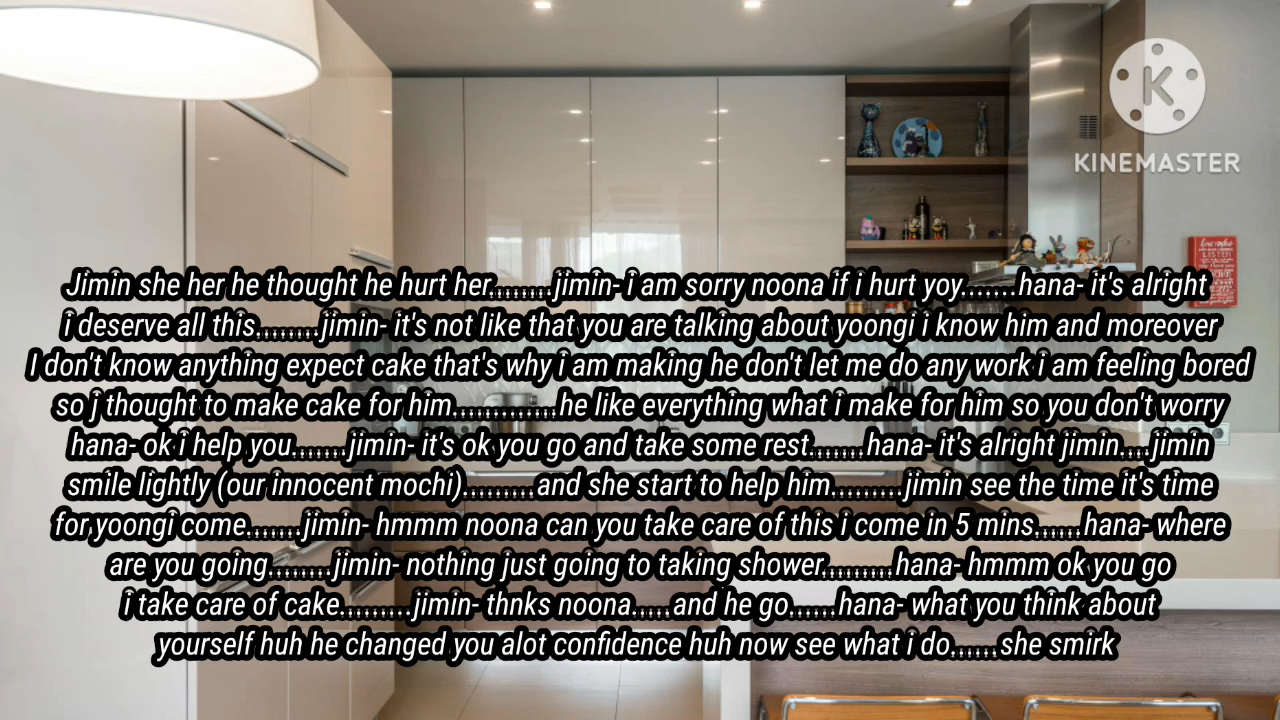 KINEMASTER
Jimin she her he thought he hurt her.........jimin- i am sorry noona if i hurt yoy.......hana- it's alright
i deserve all this.........jimin- it's not like that you are talking about yoongi i know him and moreover
I don't know anything expect cake that's why i am making he don't let me do any work i am feeling bored
so j thought to make cake for him...............he like everything what i make for him so you don't worry
hana- ok i help you........jimin- it's ok you go and take some rest........hana- it's alright jimin....jimin
smile lightly (our innocent mochi)..........and she start to help him..........jimin see the time it's time
for yoongi come........jimin- hmmm noona can you take care of this i come in 5 mins.......hana- where
are you going.........jimin- nothing just going to taking shower..........hana- hmmm ok you go
i take care of cake..........jimin- thnks noona.....and he go.......hana- what you think about
yourself huh he changed you alot confidence huh now see what i do.......she smirk